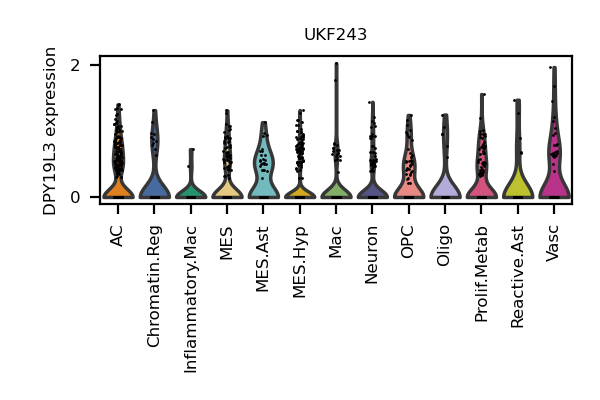 UKF243
DPY19L3 expression
2
0
AC
Chromatin.Reg
Inflammatory.Mac
MES
MES.Ast
MES.Hyp
Mac
Neuron
OPC
Oligo
Prolif.Metab
Reactive.Ast
Vasc